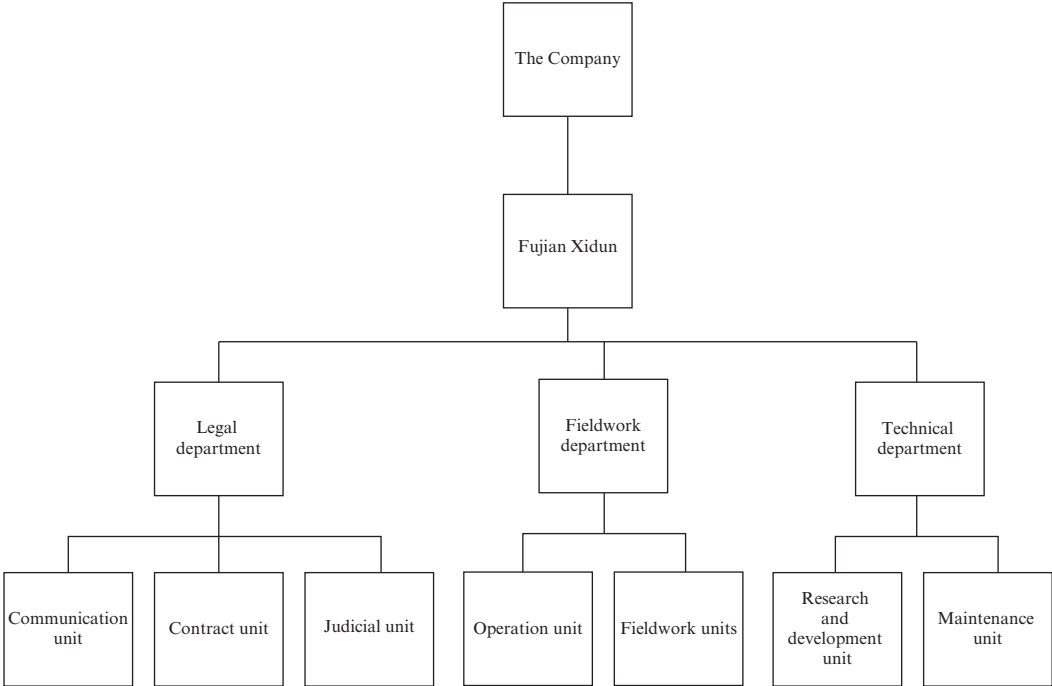 The Company
Fujian Xidun
Legal
department
Fieldwork
department
Technical
department
Communication
unit
Contract unit
Judicial unit
Operation unit
Fieldwork units
Research
and
development
unit
Maintenance
unit